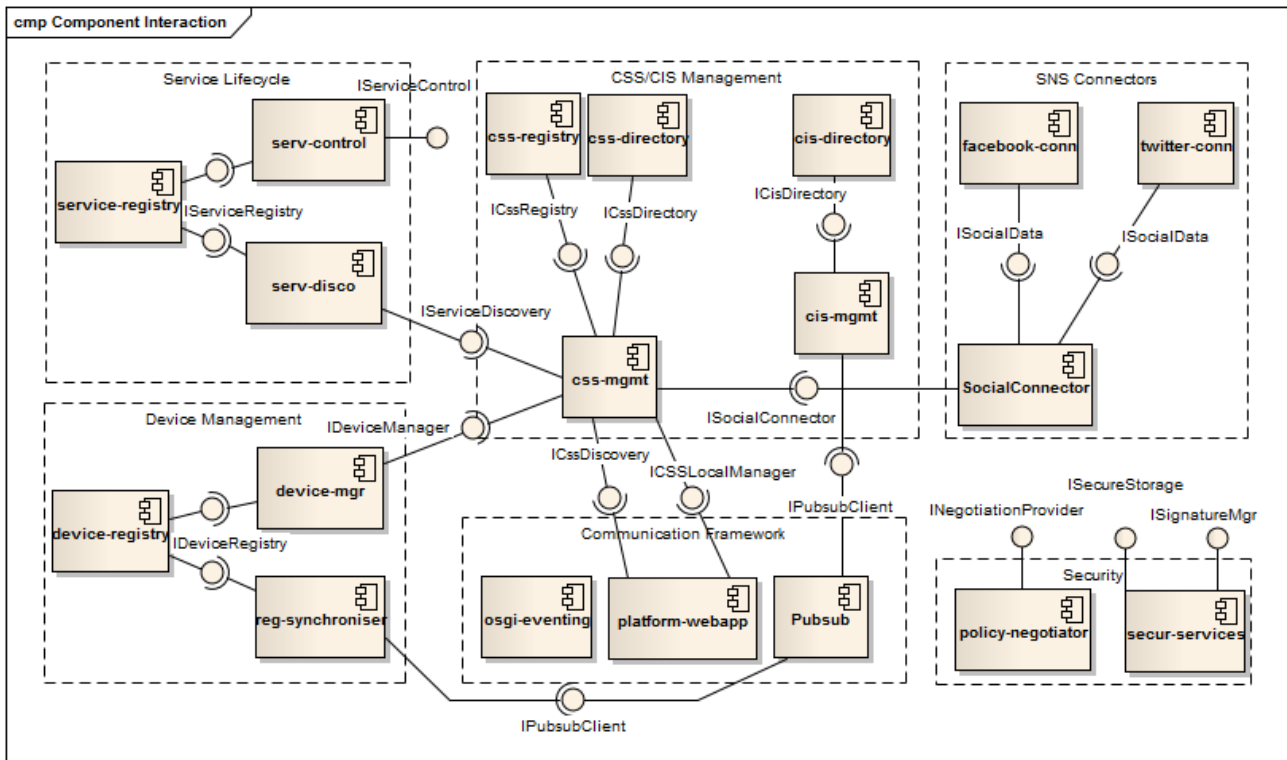 cmp Component Interaction
Service Lifecycle
IServiceControl
serv-control
service-registry
IServiceRegistry
serv-disco
IServiceDiscovery
CSS/CIS Management
css-registry
css-directory
cis-directory
ICssRegistry
ICssDirectory
ICisDirectory
cis-mgmt
css-mgmt
ISocialConnector
SNS Connectors
facebook-conn
twitter-conn
ISocialData
ISocialData
SocialConnector
Device Management
IDeviceManager
device-mgr
device-registry
IDeviceRegistry
reg-synchroniser
ICssDiscovery
ICSSLocalManager
IPubsubClient
Communication Framework
osgi-eventing
platform-webapp
Pubsub
IPubsubClient
ISecureStorage
INegotiationProvider
ISignatureMgr
Security
policy-negotiator
secur-services